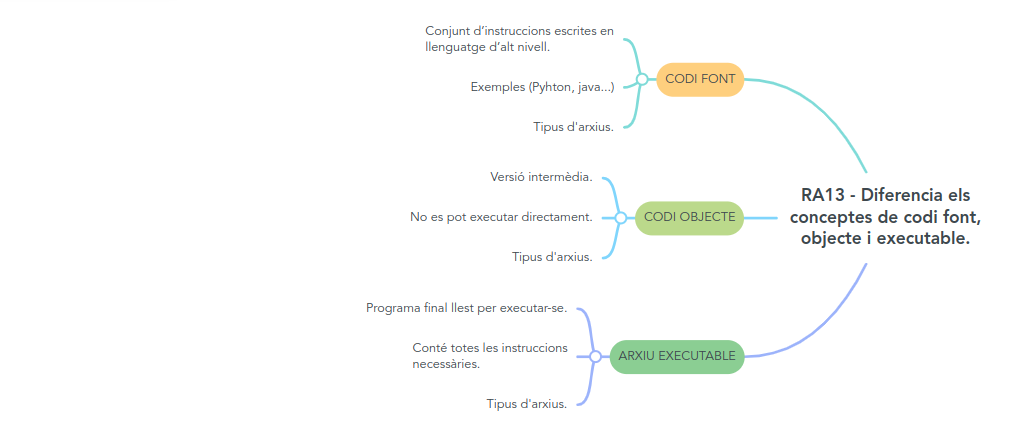 Conjunt d’instruccions escrites en
llenguatge d’alt nivell.
CODI FONT
Exemples (Pyhton, java...)
Tipus d'arxius.
Versió intermèdia.
RA13 - Diferencia els
conceptes de codi font,
objecte i executable.
No es pot executar directament.
CODI OBJECTE
Tipus d'arxius.
Programa final llest per executar-se.
Conté totes les instruccions
necessàries.
ARXIU EXECUTABLE
Tipus d'arxius.